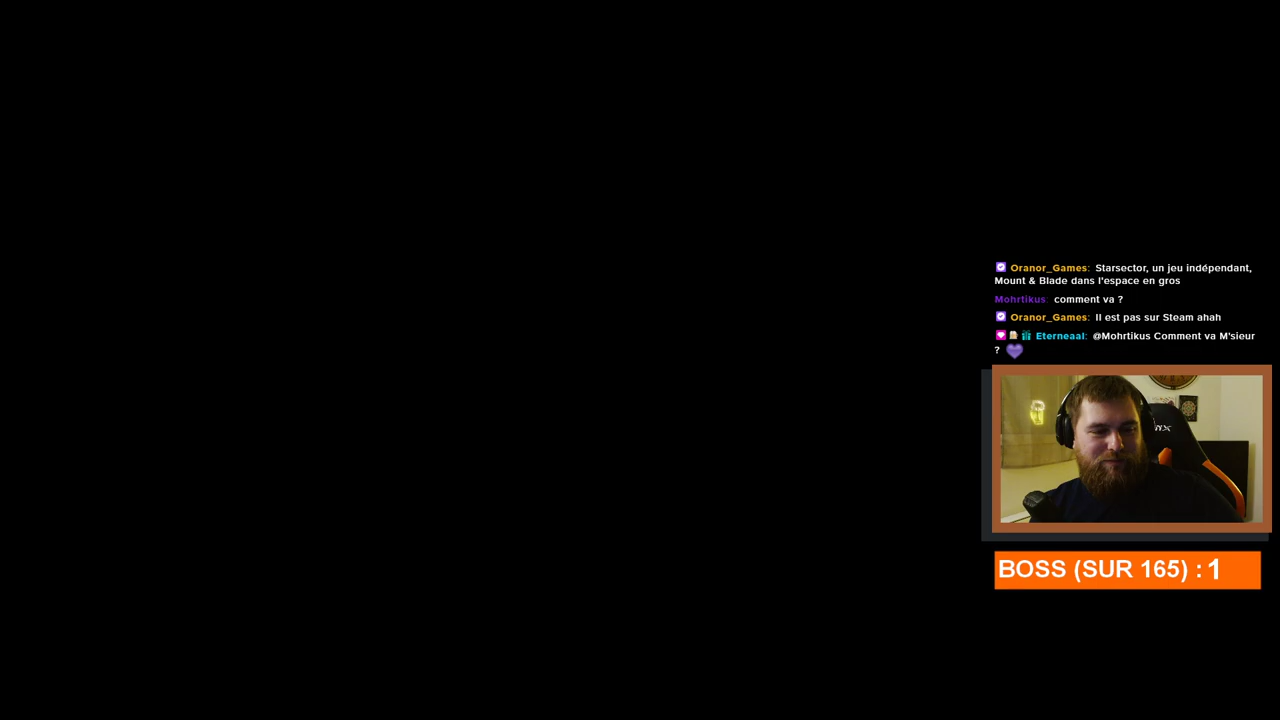 Oranor_Games: Starsector, un jeu indépendant,
Mount & Blade dans l'espace en gros
Mohrtikus: comment va ?
Oranor_Games: Il est pas sur Steam ahah
Eterneaal: @Mohrtikus Comment va M'sieur
?
BOSS (SUR 165) : 1